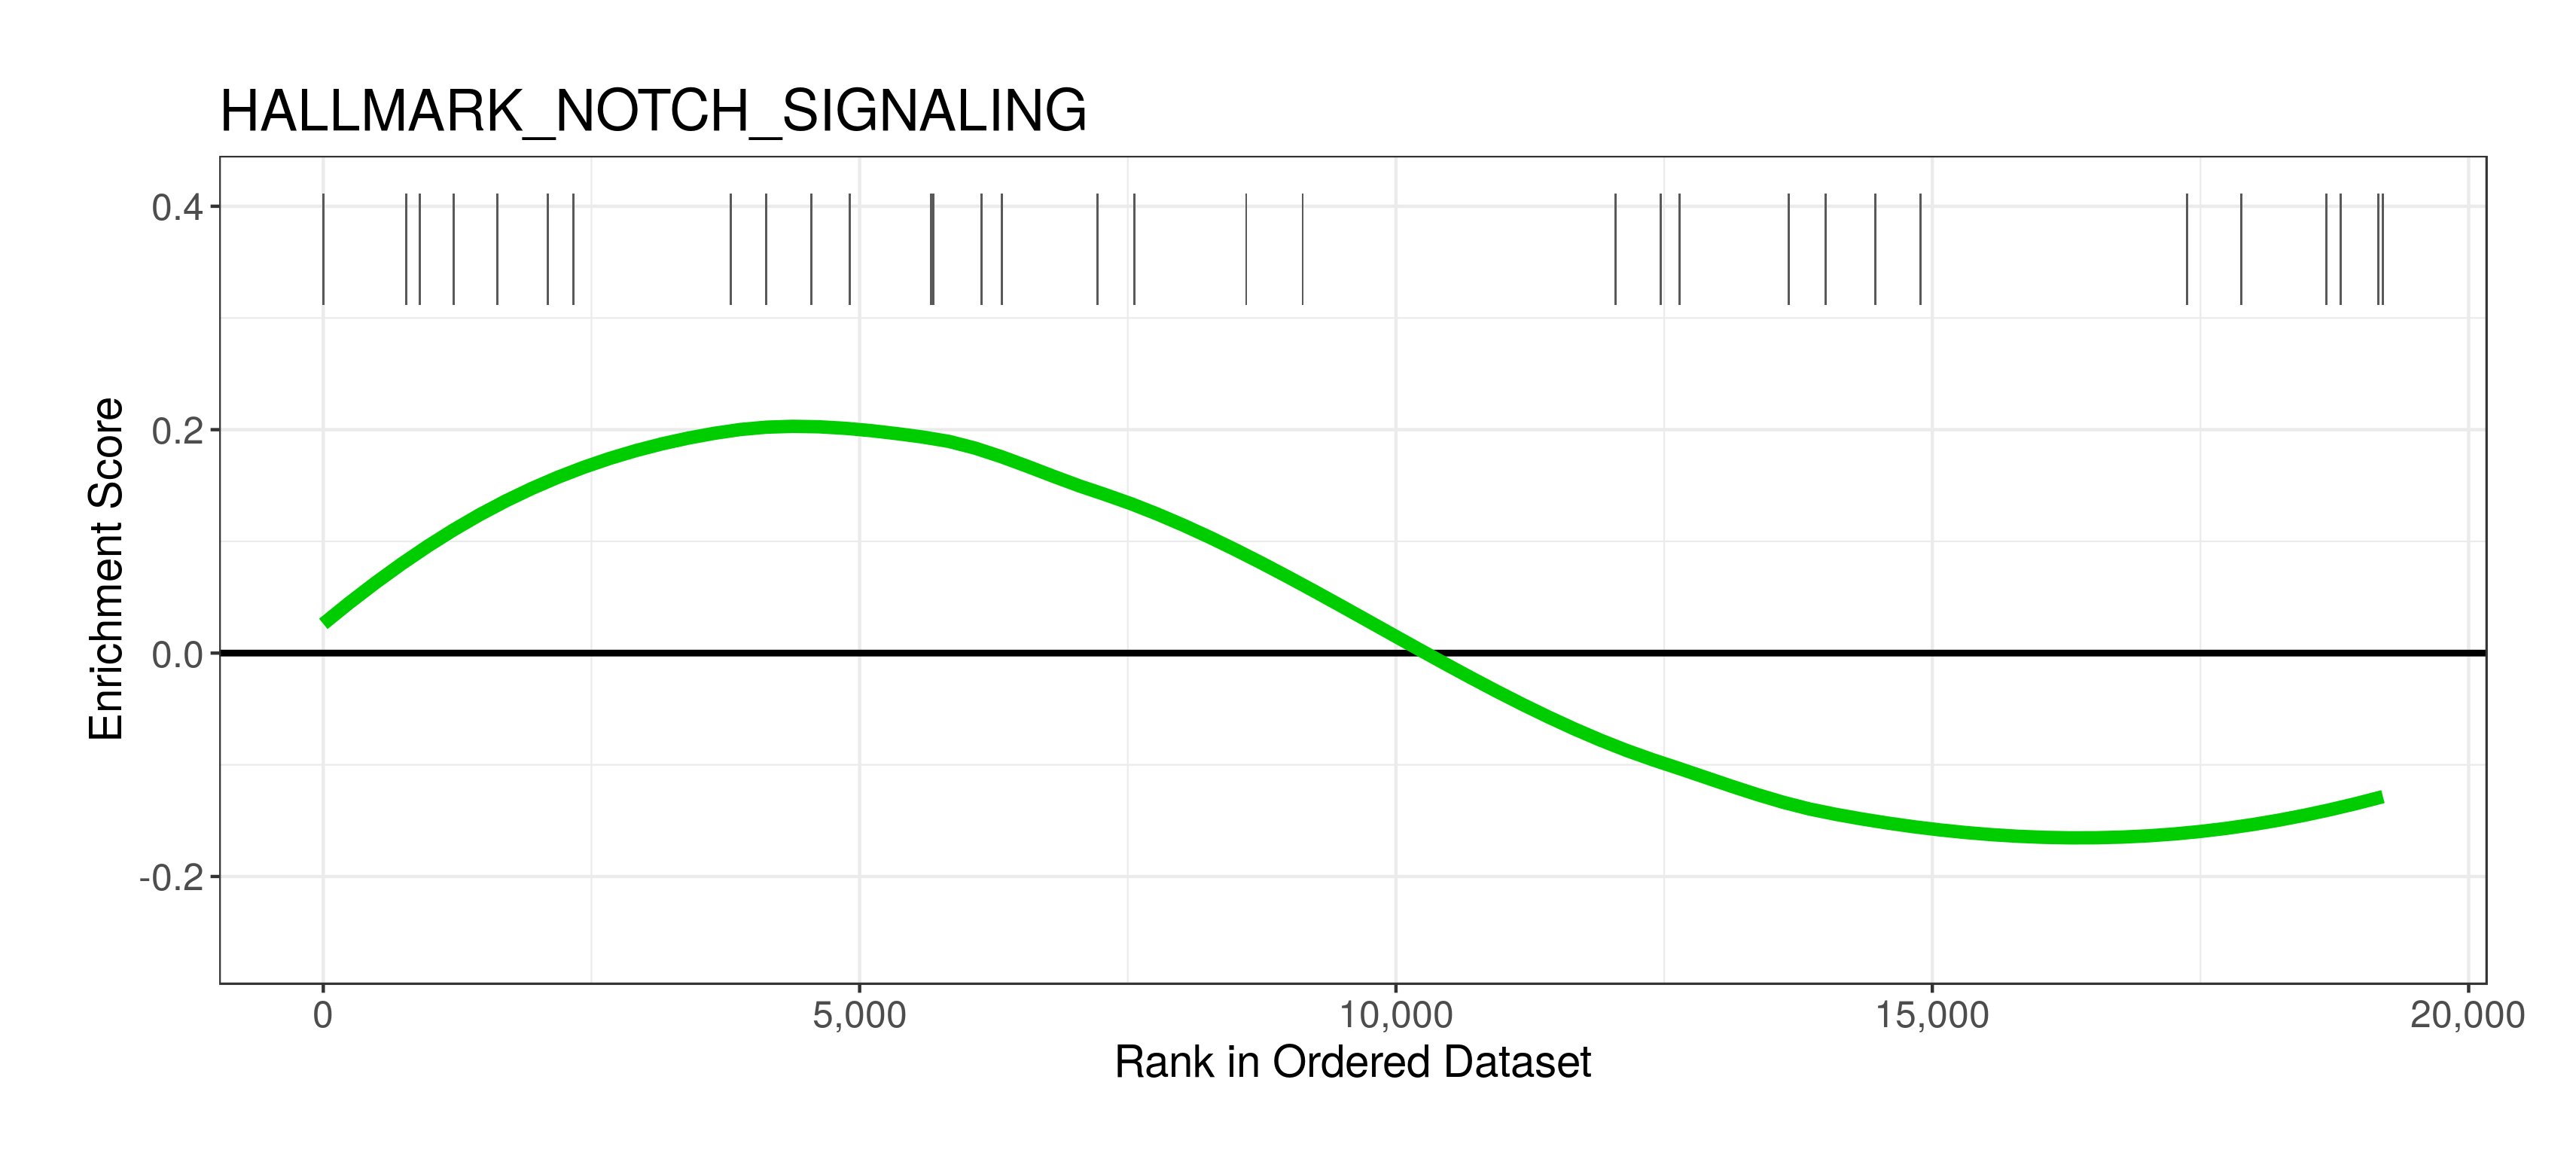 HALLMARK_NOTCH_SIGNALING
0.4
0.2
0.0
-0.2
Enrichment Score
0 5,000 10,000 15,000 20,000
Rank in Ordered Dataset